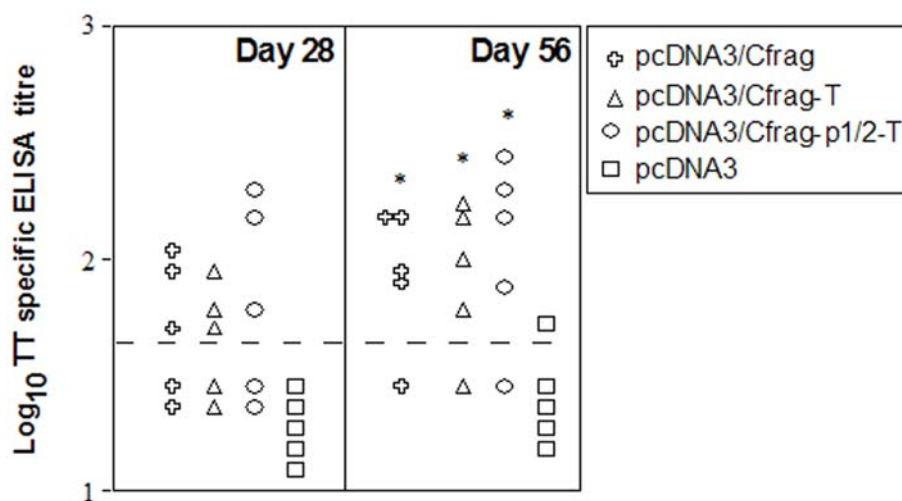 3
2
1
Log10 TT specific ELISA titre
Day 28
Day 56
* * *
pcDNA3/Cfrag
pcDNA3/Cfrag-T
pcDNA3/Cfrag-p1/2-T
pcDNA3